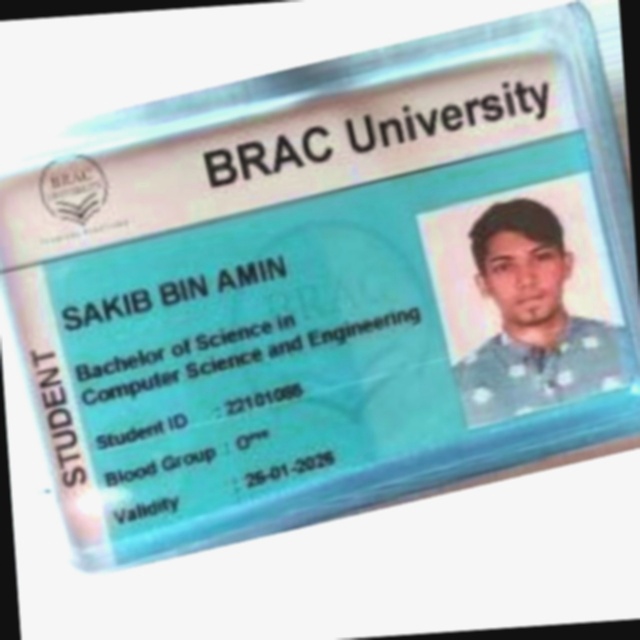 BRAC University
BRAC
UNIVERSITY
STUDENT
SAKIB BIN AMIN
Bachelor of Science in
Computer Science and Engineering
Student ID : 22101086
Blood Group :
Validity : 26-01-2026